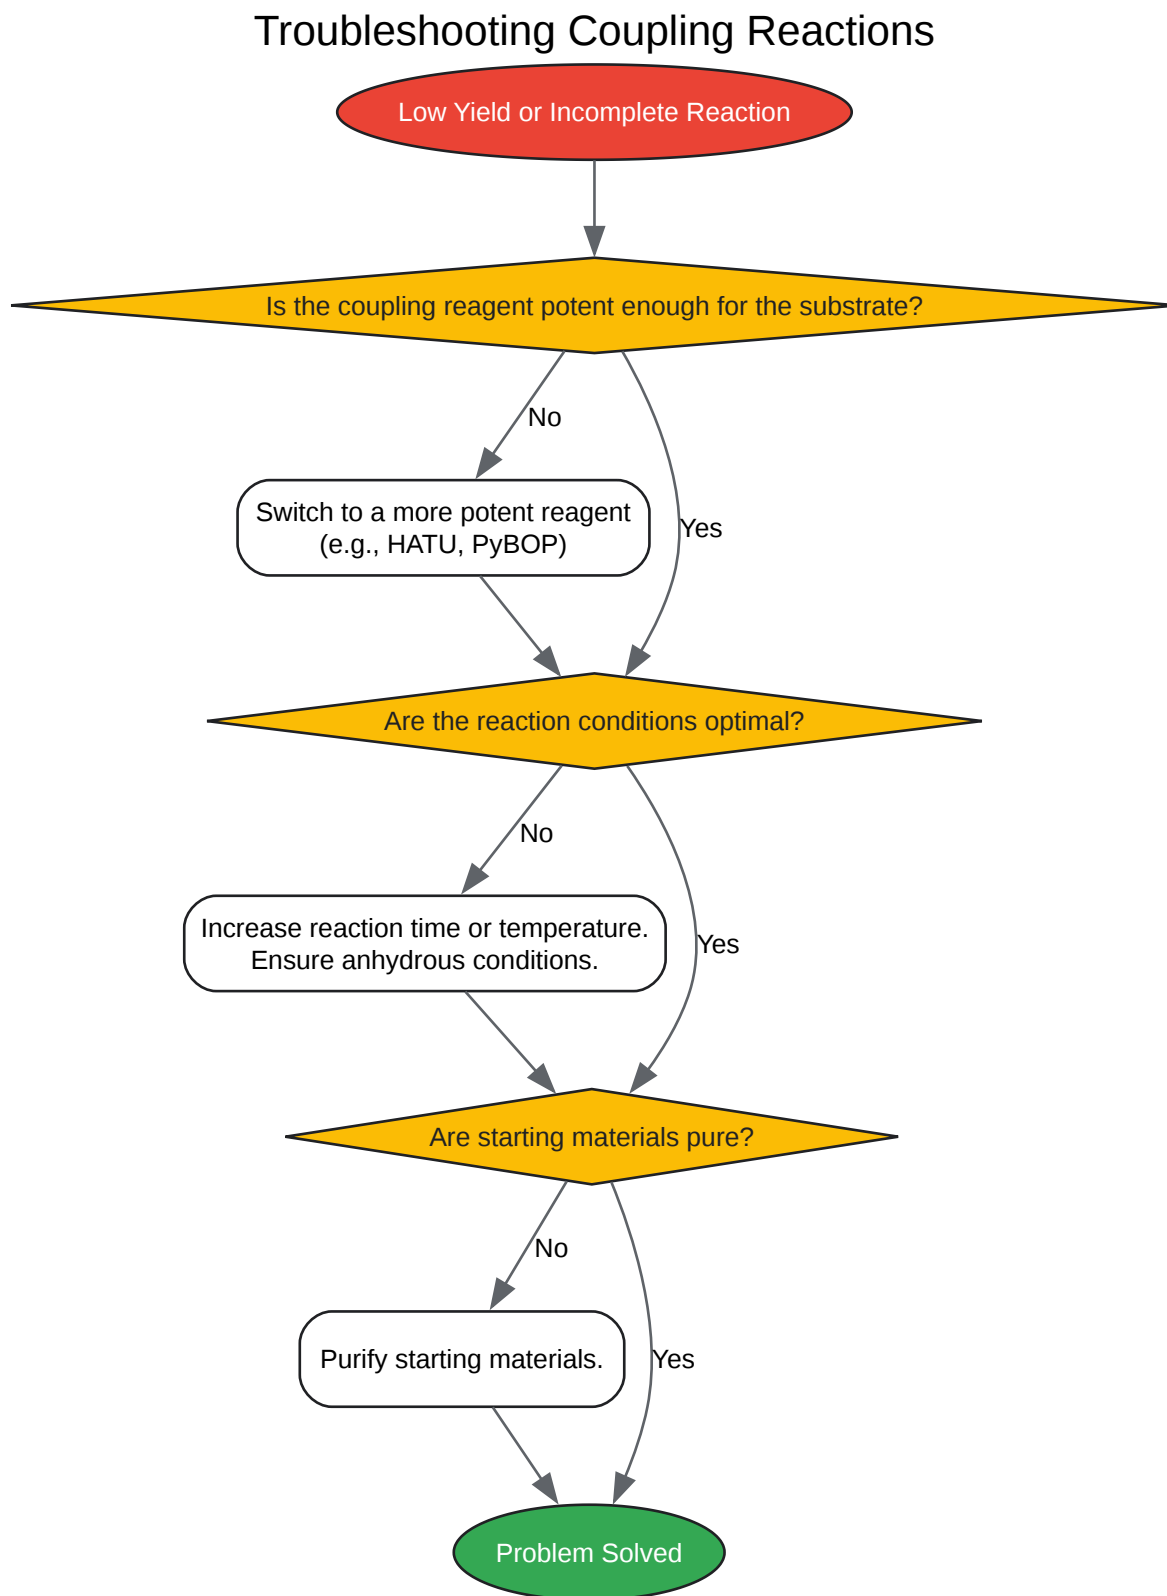 Troubleshooting Coupling Reactions
Low Yield or Incomplete Reaction
Is the coupling reagent potent enough for the substrate?
No
Switch to a more potent reagent
(e.g., HATU, PyBOP)
Yes
Are the reaction conditions optimal?
No
Increase reaction time or temperature.
Ensure anhydrous conditions.
Yes
Are starting materials pure?
No
Purify starting materials.
Yes
Problem Solved